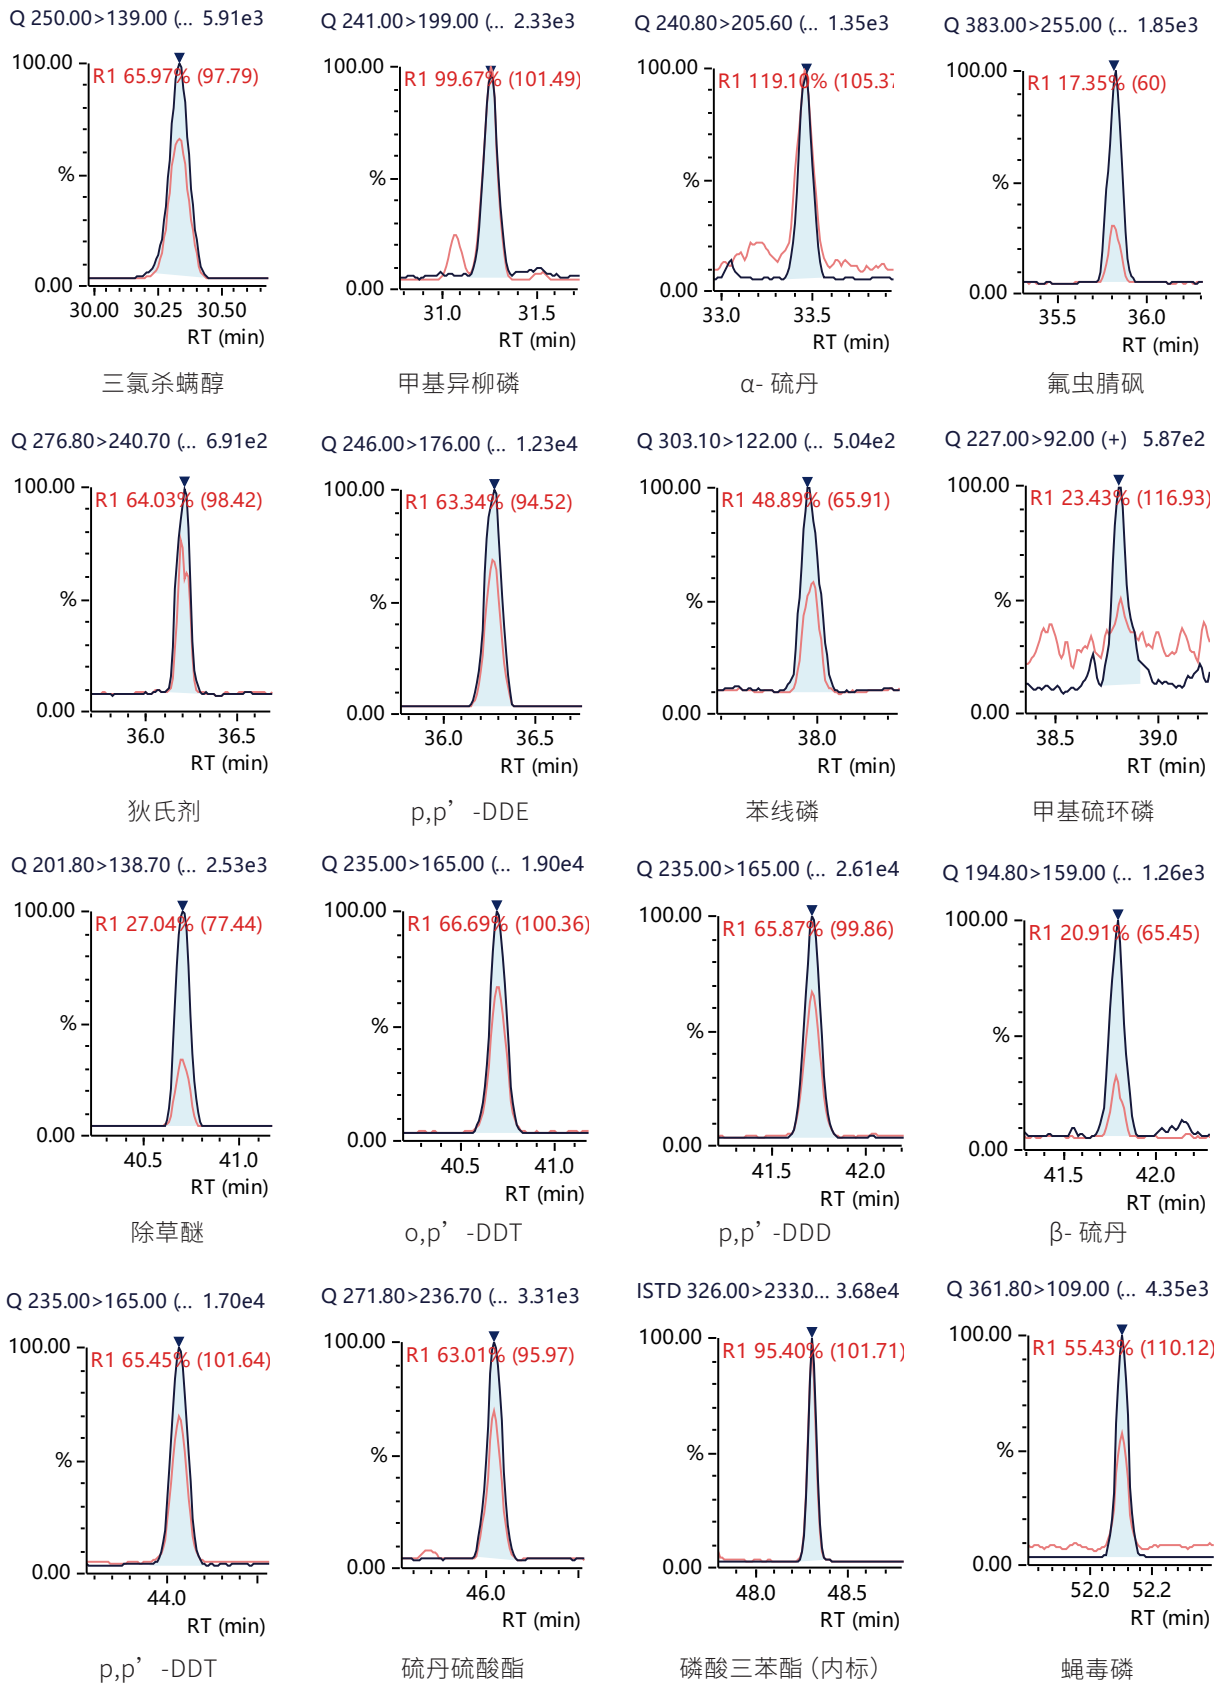 Q 250.00>139.00 (... 5.91e3
100.00
R1 65.97% (97.79)
%
0.00
30.00 30.25 30.50
RT (min)
三氯杀螨醇
Q 241.00>199.00 (... 2.33e3
100.00
R1 99.67% (101.49)
%
0.00
31.0 31.5
RT (min)
甲基异柳磷
Q 240.80>205.60 (... 1.35e3
100.00
R1 119.10% (105.37
%
0.00
33.0 33.5
RT (min)
α- 硫丹
Q 383.00>255.00 (... 1.85e3
100.00
R1 17.35% (60)
%
0.00
35.5 36.0
RT (min)
氟虫腈砜
Q 276.80>240.70 (... 6.91e2
100.00
R1 64.03% (98.42)
%
0.00
36.0 36.5
RT (min)
狄氏剂
Q 246.00>176.00 (... 1.23e4
100.00
R1 63.34% (94.52)
%
0.00
36.0 36.5
RT (min)
p,p’ -DDE
Q 303.10>122.00 (... 5.04e2
100.00
R1 48.89% (65.91)
%
0.00
38.0
RT (min)
苯线磷
Q 227.00>92.00 (+) 5.87e2
100.00
R1 23.43% (116.93)
%
0.00
38.5 39.0
RT (min)
甲基硫环磷
Q 201.80>138.70 (... 2.53e3
100.00
R1 27.04% (77.44)
%
0.00
40.5 41.0
RT (min)
除草醚
Q 235.00>165.00 (... 1.90e4
100.00
R1 66.69% (100.36)
%
0.00
40.5 41.0
RT (min)
o,p’ -DDT
Q 235.00>165.00 (... 2.61e4
100.00
R1 65.87% (99.86)
%
0.00
41.5 42.0
RT (min)
p,p’ -DDD
Q 194.80>159.00 (... 1.26e3
100.00
R1 20.91% (65.45)
%
0.00
41.5 42.0
RT (min)
β- 硫丹
Q 235.00>165.00 (... 1.70e4
100.00
R1 65.45% (101.64)
%
0.00
44.0
RT (min)
p,p’ -DDT
Q 271.80>236.70 (... 3.31e3
100.00
R1 63.01% (95.97)
%
0.00
46.0
RT (min)
硫丹硫酸酯
ISTD 326.00>233.0... 3.68e4
100.00
R1 95.40% (101.71)
%
0.00
48.0 48.5
RT (min)
磷酸三苯酯 (内标)
Q 361.80>109.00 (... 4.35e3
100.00
R1 55.43% (110.12)
%
0.00
52.0 52.2
RT (min)
蝇毒磷